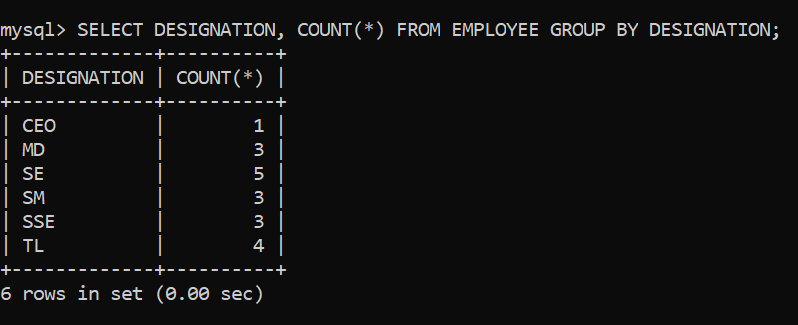 mysql> SELECT DESIGNATION, COUNT(*) FROM EMPLOYEE GROUP BY DESIGNATION;
+-------------+----------+
| DESIGNATION | COUNT(*) |
+-------------+----------+
| CEO         |        1 |
| MD          |        3 |
| SE          |        5 |
| SM          |        3 |
| SSE         |        3 |
| TL          |        4 |
+-------------+----------+
6 rows in set (0.00 sec)